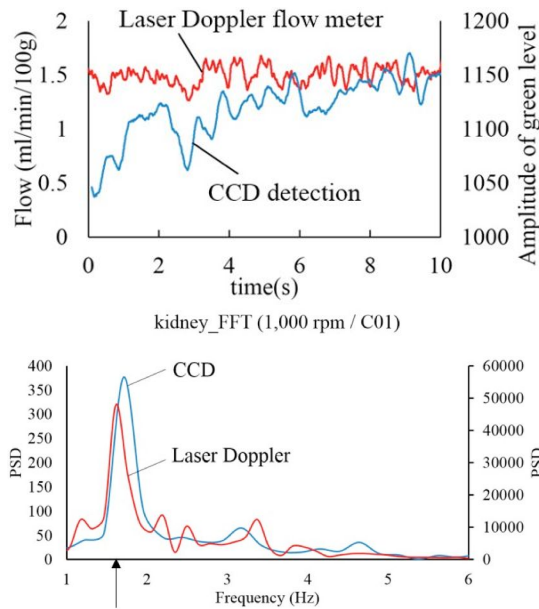 2
1200
Laser Doppler flow meter
1.5
1150
1
1100
0.5
CCD detection
1050
0
1000
0 2 4 6 8 10
time(s)
Flow (ml/min/100g)
Amplitude of green level
kidney_FFT (1,000 rpm / C01)
400
60000
CCD
350
50000
300
250
40000
Laser Doppler
200
30000
150
20000
100
10000
50
0
0
1 2 3 4 5 6
Frequency (Hz)
PSD
PSD